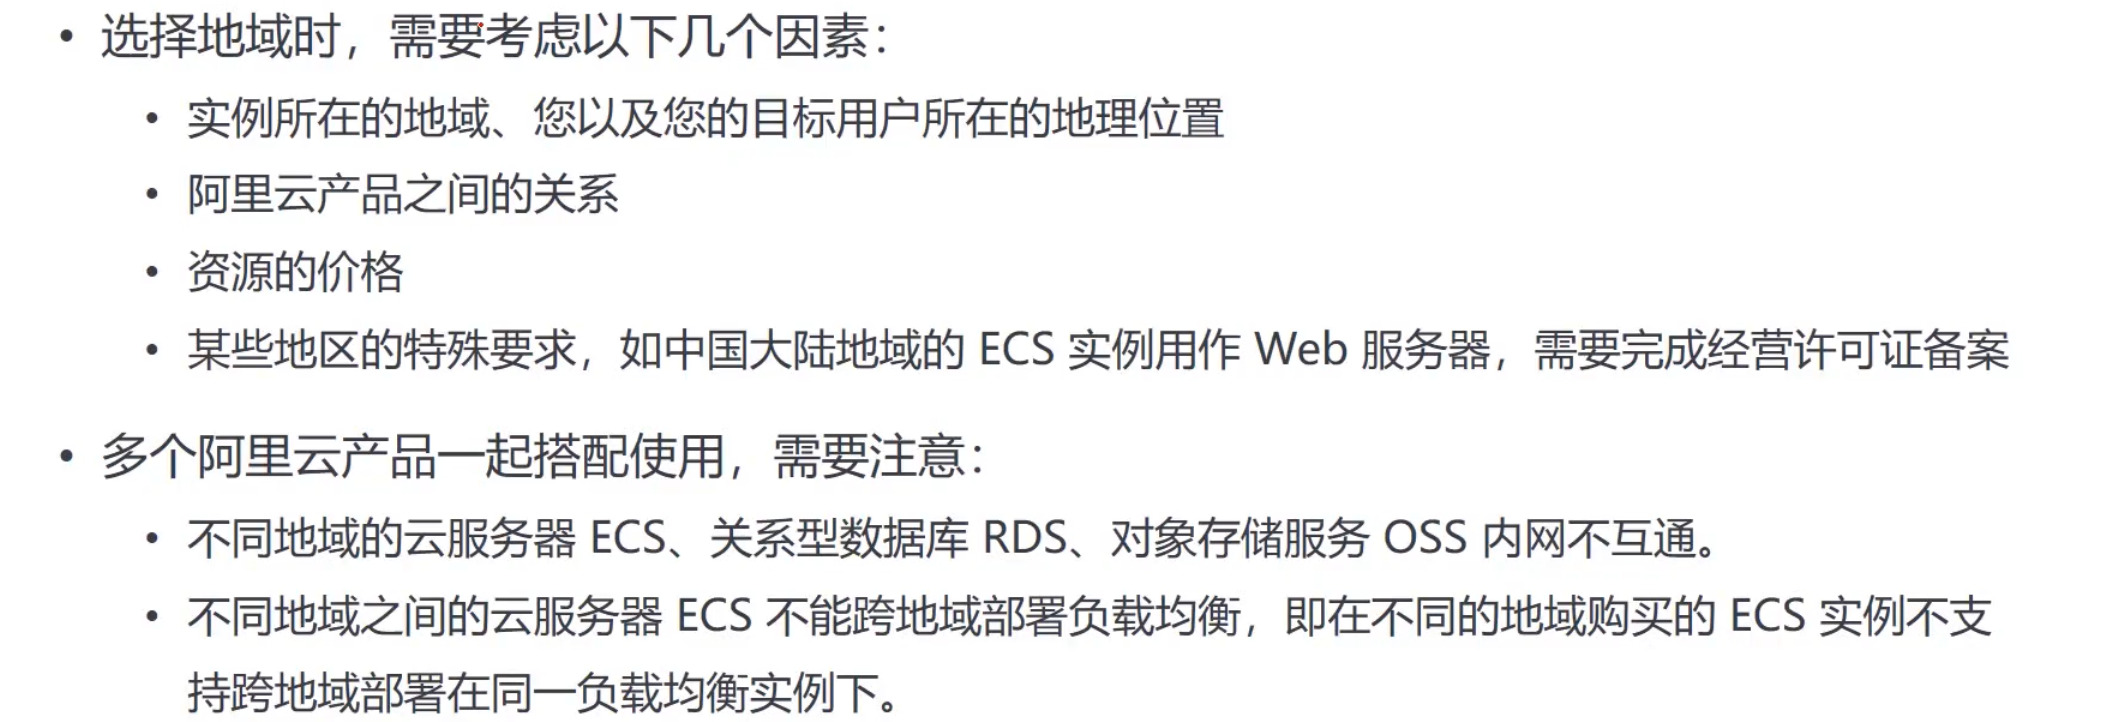 • 选择地域时，需要考虑以下几个因素：
• 实例所在的地域、您以及您的目标用户所在的地理位置
• 阿里云产品之间的关系
• 资源的价格
• 某些地区的特殊要求，如中国大陆地域的 ECS 实例用作 Web 服务器，需要完成经营许可证备案
• 多个阿里云产品一起搭配使用，需要注意：
• 不同地域的云服务器 ECS、关系型数据库 RDS、对象存储服务 OSS 内网不互通。
• 不同地域之间的云服务器 ECS 不能跨地域部署负载均衡，即在不同的地域购买的 ECS 实例不支
持跨地域部署在同一负载均衡实例下。